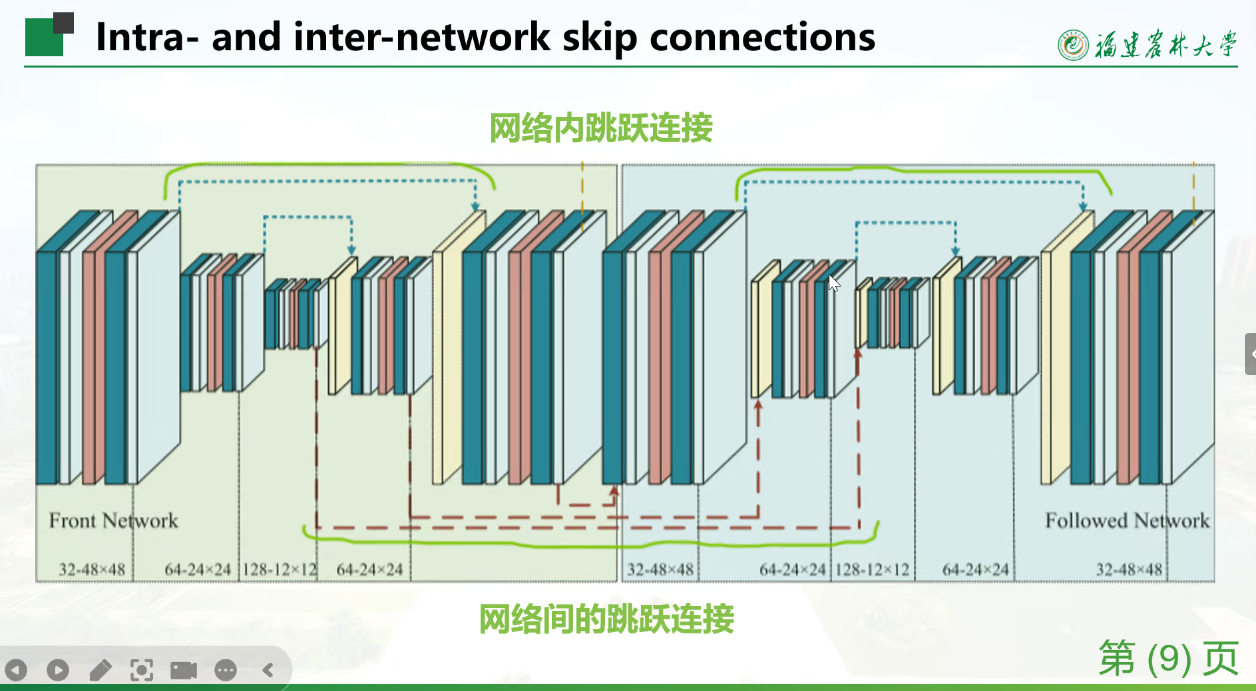 Intra- and inter-network skip connections
福建农林大学
网络内跳跃连接
Front Network
Followed Network
32-48×48
64-24×24
128-12×12
64-24×24
32-48×48
64-24×24
128-12×12
64-24×24
32-48×48
网络间的跳跃连接
第 (9) 页